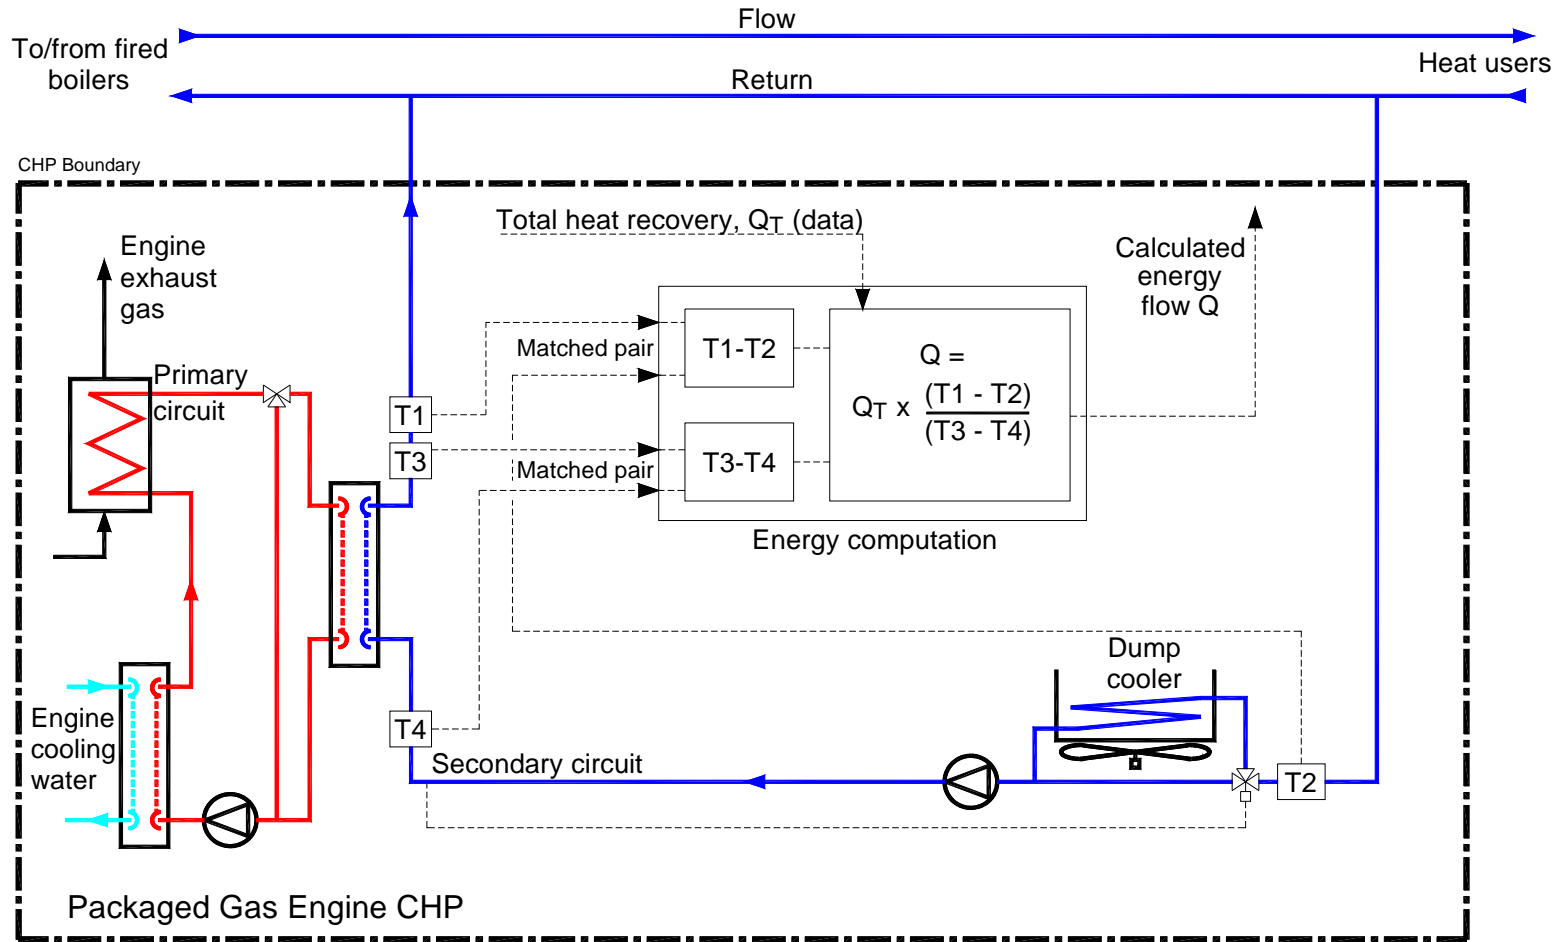 Flow
To/from fired
boilers
Heat users
Return
CHP Boundary
Total heat recovery, QT (data)
Engine
exhaust
gas
Calculated
energy
flow Q
Primary
circuit
Matched pair
T1-T2
Q =
QT x (T1 - T2)
(T3 - T4)
T1
T3
Matched pair
T3-T4
Energy computation
Dump
cooler
Engine
cooling
water
T4
Secondary circuit
T2
Packaged Gas Engine CHP